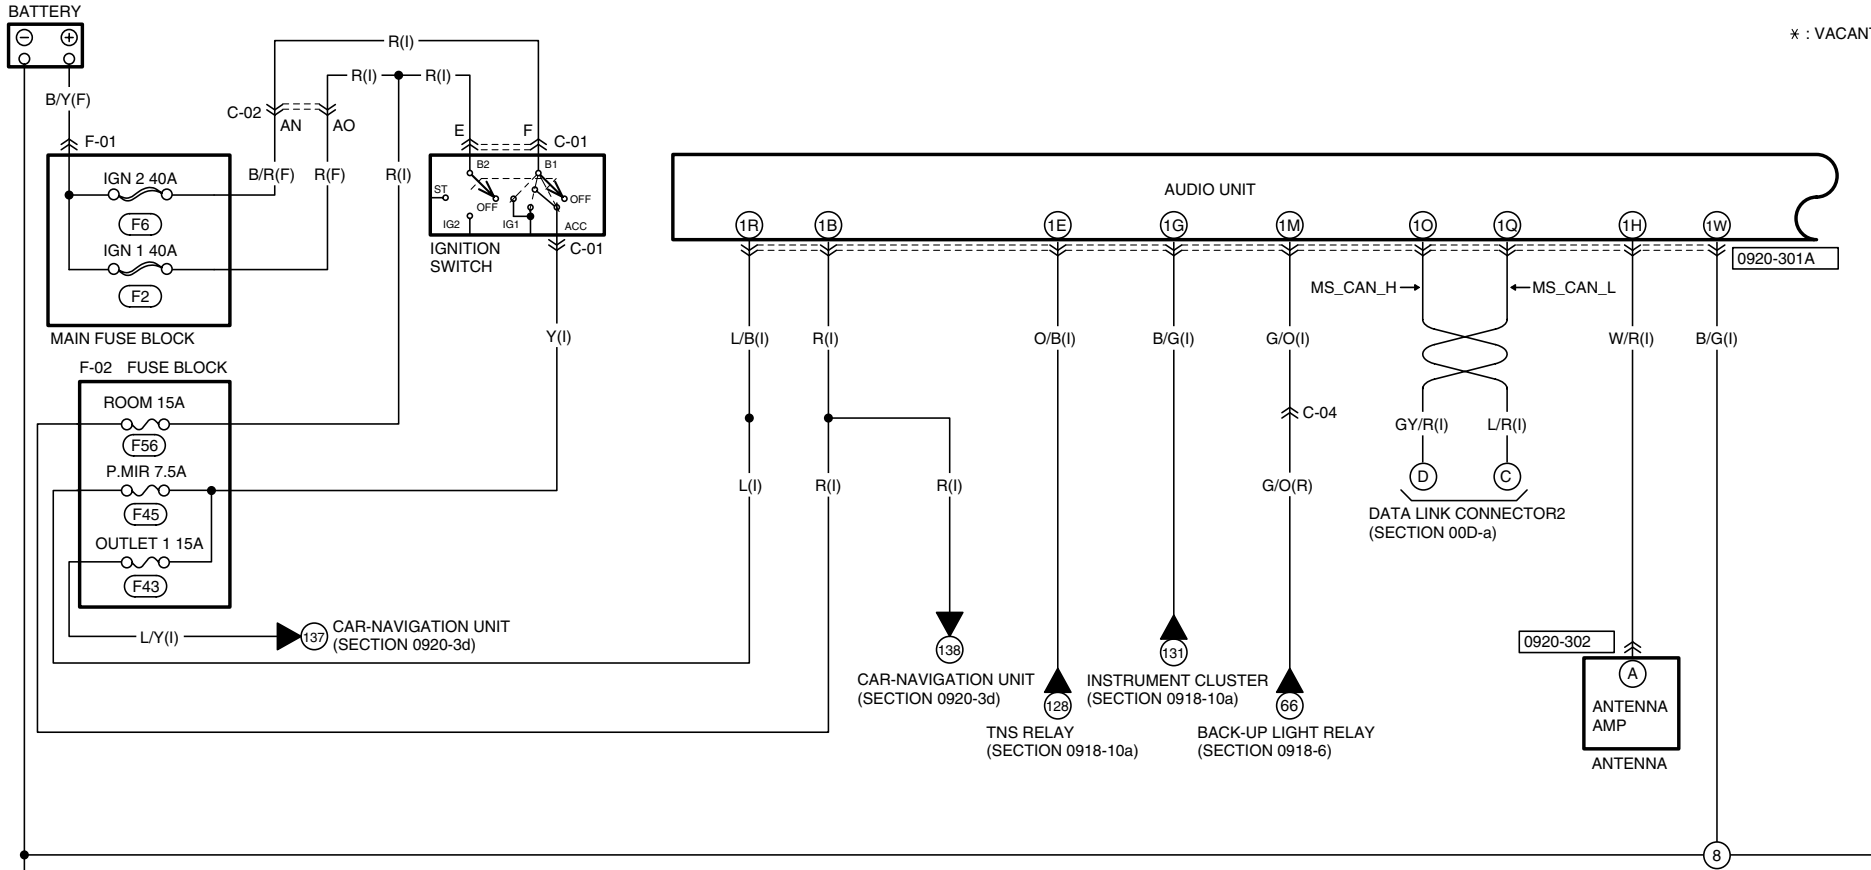 BATTERY
− +
* : VACANT
R(I)
R(I) R(I)
B/Y(F)
C-02 AN AO
F-01
E F C-01
B/R(F) R(F) R(I)
IGN 2 40A
F6
IGN 1 40A
F2
MAIN FUSE BLOCK
B2 B1
ST OFF OFF
IG2 IG1 ACC
IGNITION
SWITCH
C-01
Y(I)
AUDIO UNIT
1R 1B 1E 1G 1M 1O 1Q 1H 1W
0920-301A
MS_CAN_H MS_CAN_L
L/B(I) R(I) O/B(I) B/G(I) G/O(I) W/R(I) B/G(I)
F-02 FUSE BLOCK
ROOM 15A
F56
P.MIR 7.5A
F45
OUTLET 1 15A
F43
L/Y(I)
137
CAR-NAVIGATION UNIT
(SECTION 0920-3d)
C-04
GY/R(I) L/R(I)
L(I) R(I) R(I) G/O(R)
D C
DATA LINK CONNECTOR2
(SECTION 00D-a)
138
CAR-NAVIGATION UNIT
(SECTION 0920-3d)
128
TNS RELAY
(SECTION 0918-10a)
131
INSTRUMENT CLUSTER
(SECTION 0918-10a)
66
BACK-UP LIGHT RELAY
(SECTION 0918-6)
0920-302
A
ANTENNA
AMP
ANTENNA
8